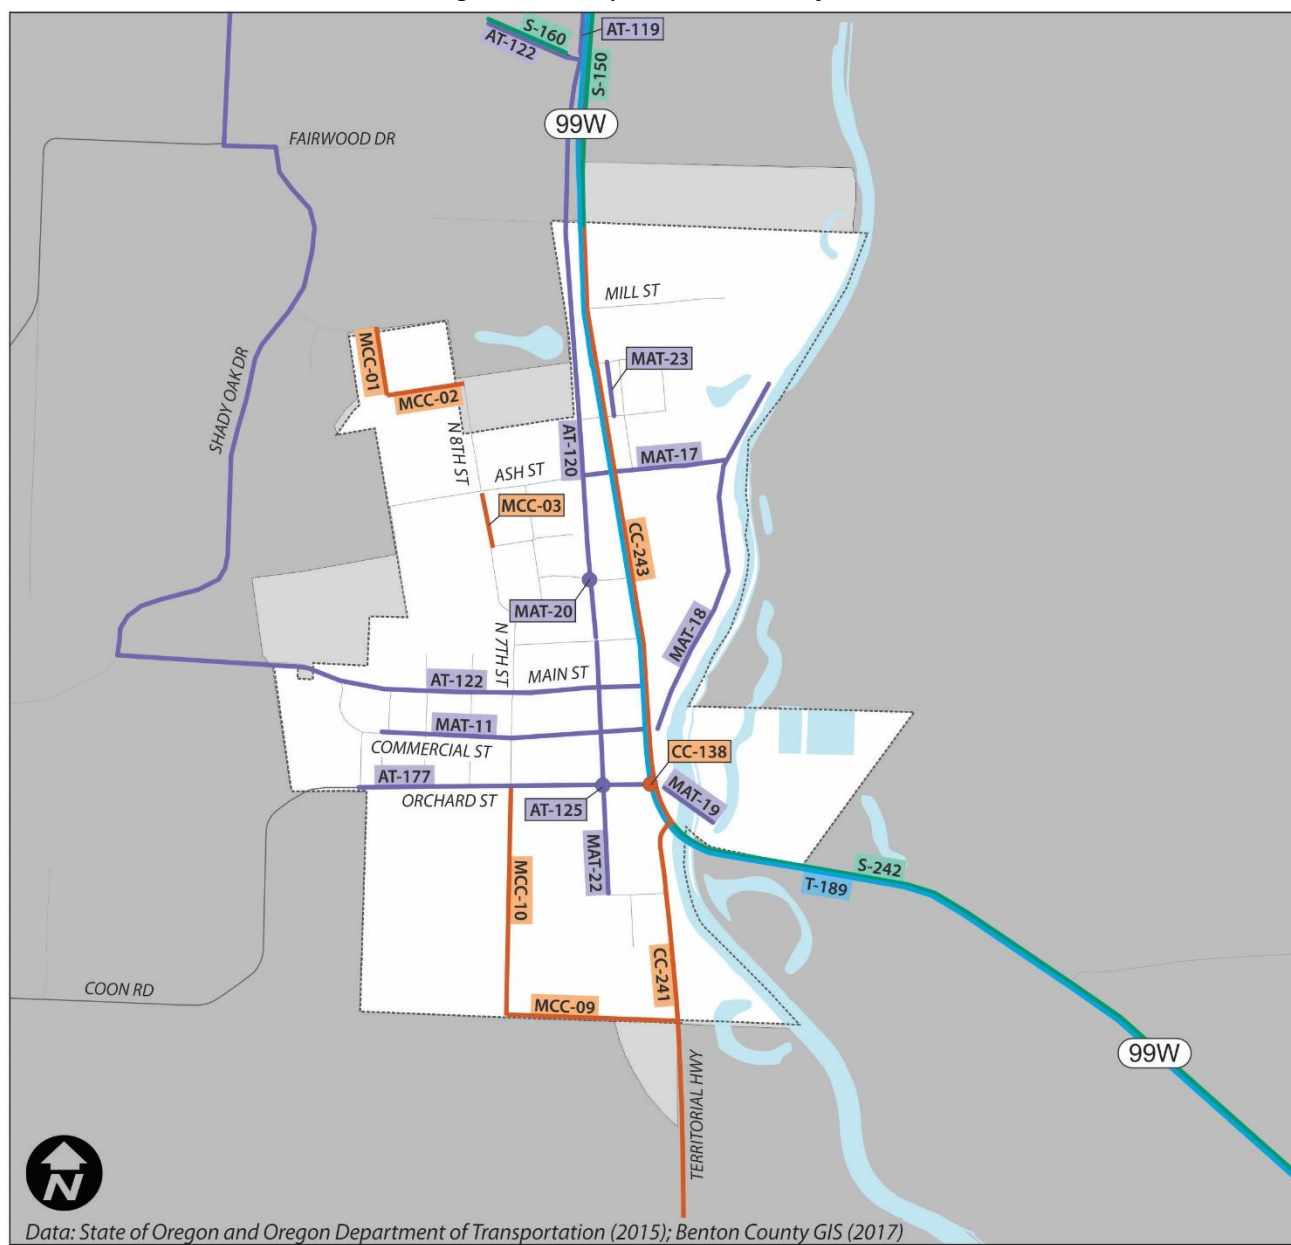 S-160
AT-122
AT-119
S-150
99W
FAIRWOOD DR
MILL ST
MCC-01
MCC-02
MAT-23
SHADY OAK DR
N 8TH ST
AT-120
MAT-17
ASH ST
MCC-03
CC-243
MAT-20
MAT-18
N 7TH ST
MAIN ST
AT-122
MAT-11
COMMERCIAL ST
CC-138
AT-177
ORCHARD ST
AT-125
MAT-19
MAT-22
S-242
T-189
MCC-10
CC-241
COON RD
MCC-09
99W
TERRITORIAL HWY
N
Data: State of Oregon and Oregon Department of Transportation (2015); Benton County GIS (2017)